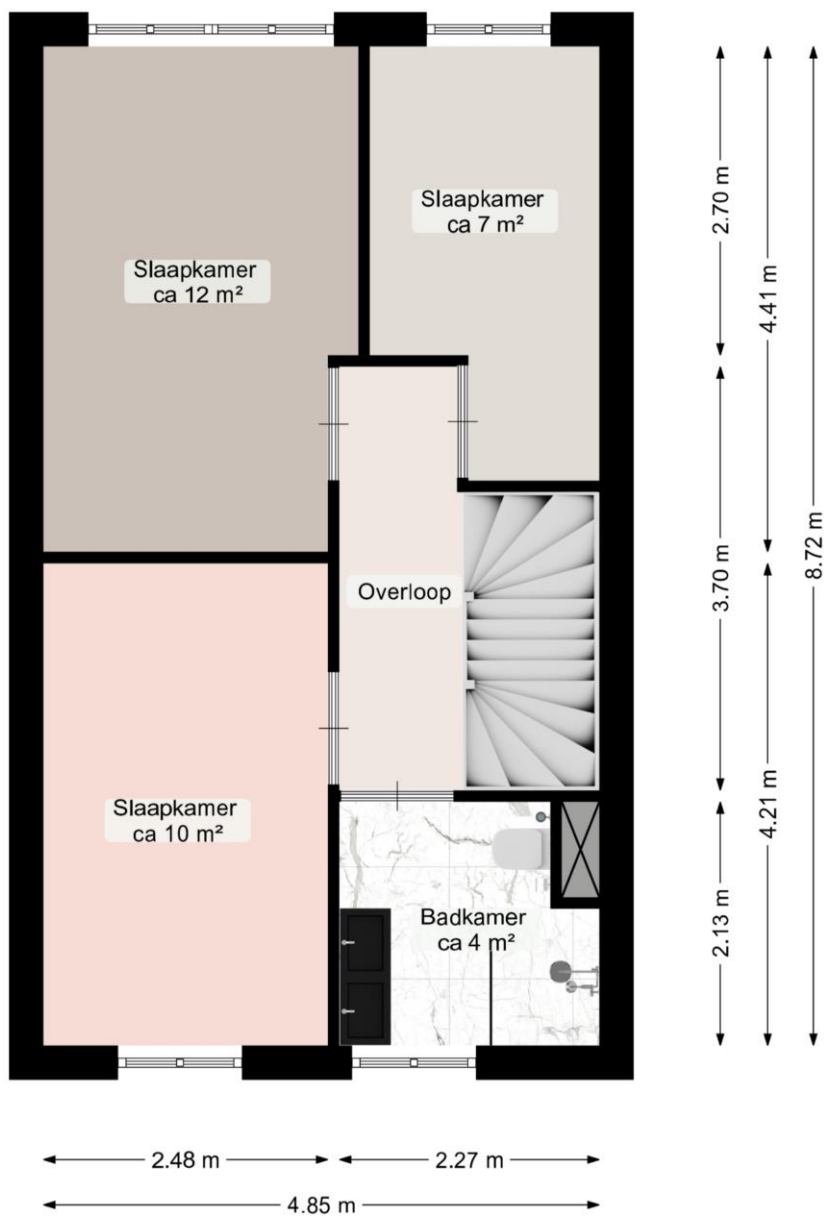 Slaapkamer
ca 7 m²
Slaapkamer
ca 12 m²
Overloop
Slaapkamer
ca 10 m²
Badkamer
ca 4 m²
2.70 m
4.41 m
8.72 m
3.70 m
4.21 m
2.13 m
2.48 m
2.27 m
4.85 m